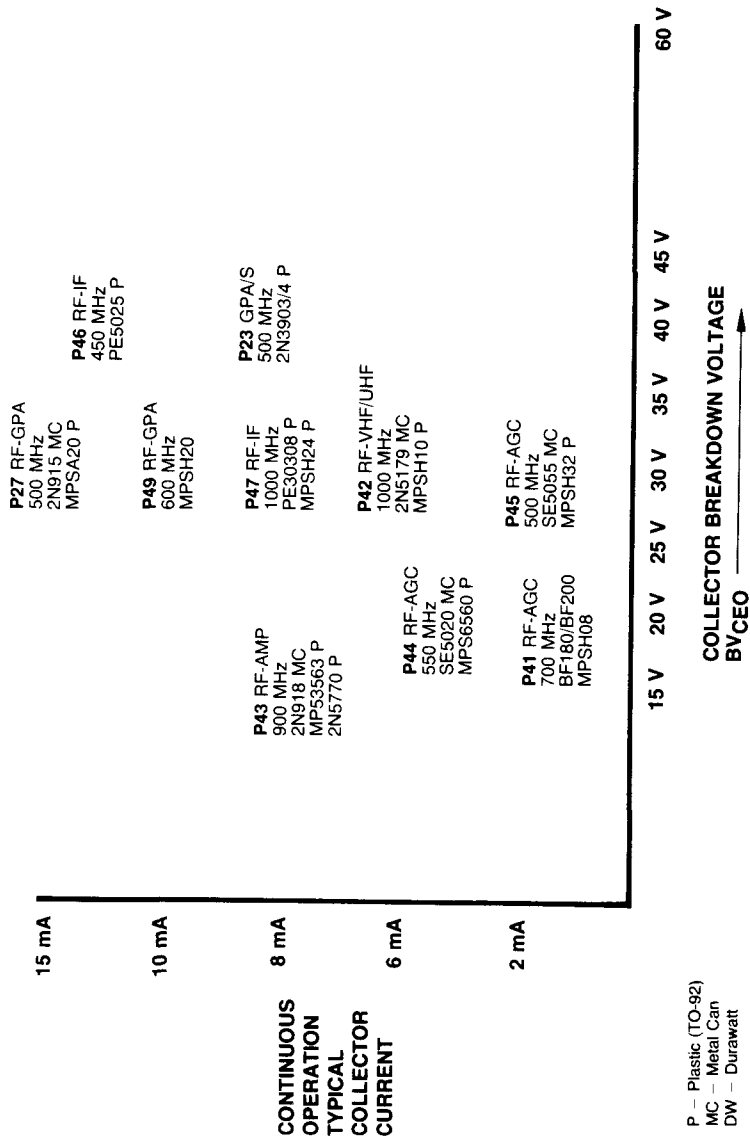 CONTINUOUS
OPERATION
TYPICAL
COLLECTOR
CURRENT
15 mA
10 mA
8 mA
6 mA
2 mA
P27 RF-GPA
500 MHz
2N915 MC
MPSA20 P
P46 RF-IF
450 MHz
PE5025 P
P49 RF-GPA
600 MHz
MPSH20
P43 RF-AMP
900 MHz
2N918 MC
MP53563 P
2N5770 P
P47 RF-IF
1000 MHz
PE30308 P
MPSH24 P
P23 GPA/S
500 MHz
2N3903/4 P
P44 RF-AGC
550 MHz
SE5020 MC
MPS6560 P
P42 RF-VHF/UHF
1000 MHz
2N5179 MC
MPSH10 P
P41 RF-AGC
700 MHz
BF180/BF200
MPSH08
P45 RF-AGC
500 MHz
SE5055 MC
MPSH32 P
15 V
20 V
25 V
30 V
35 V
40 V
45 V
60 V
COLLECTOR BREAKDOWN VOLTAGE
BVCEO
P – Plastic (TO-92)
MC – Metal Can
DW – Durawatt